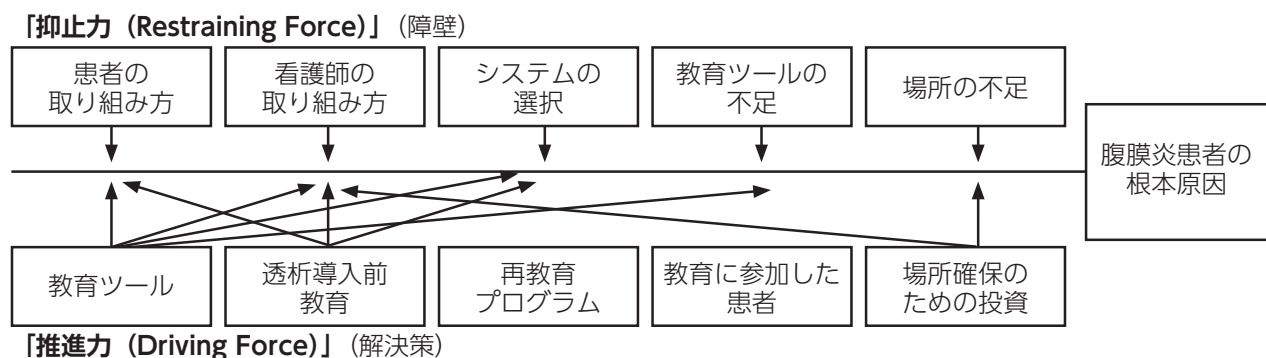 「抑止力（Restraining Force）」（障壁）
患者の
取り組み方
看護師の
取り組み方
システムの
選択
教育ツールの
不足
場所の不足
腹膜炎患者の
根本原因
教育ツール
透析導入前
教育
再教育
プログラム
教育に参加した
患者
場所確保の
ための投資
「推進力（Driving Force）」（解決策）